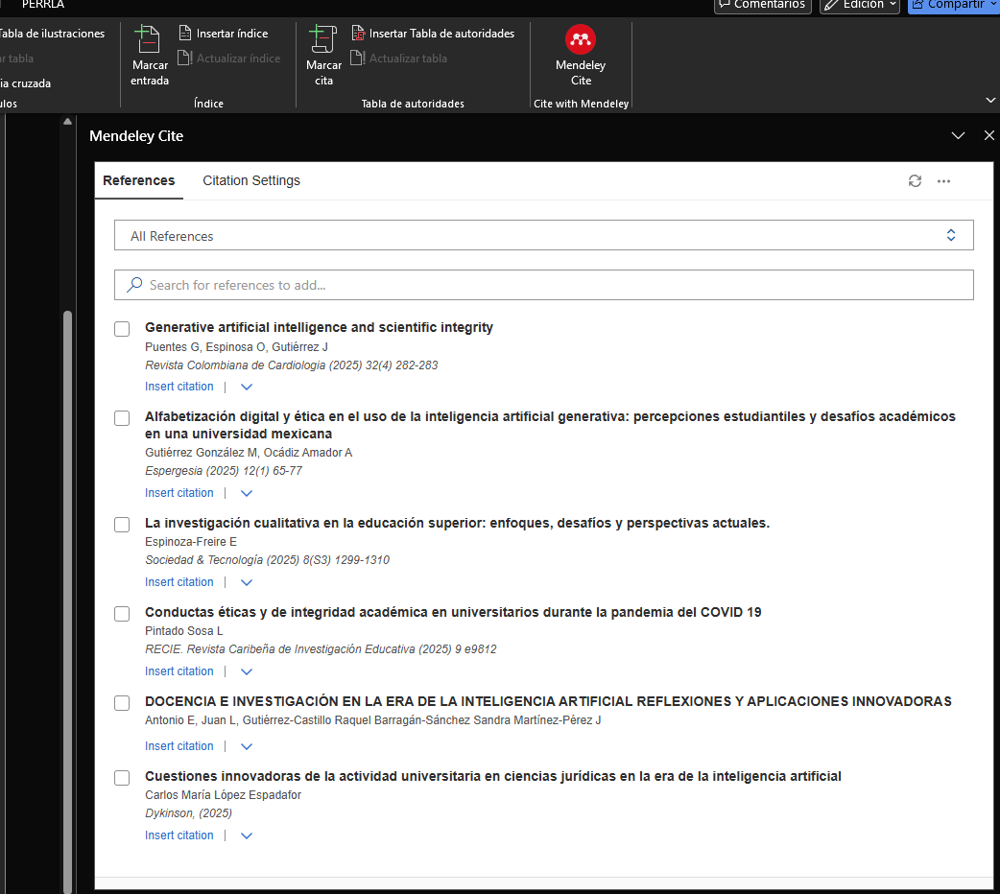 PERRLA
Comentarios
Edición
Compartir
Tabla de ilustraciones
ar tabla
ia cruzada
ulos
Marcar
entrada
Insertar índice
Actualizar índice
Índice
Marcar
cita
Insertar Tabla de autoridades
Actualizar tabla
Tabla de autoridades
Mendeley
Cite
Cite with Mendeley
Mendeley Cite
References
Citation Settings
All References
Search for references to add...
Generative artificial intelligence and scientific integrity
Puentes G, Espinosa O, Gutiérrez J
Revista Colombiana de Cardiologia (2025) 32(4) 282-283
Insert citation |
Alfabetización digital y ética en el uso de la inteligencia artificial generativa: percepciones estudiantiles y desafíos académicos
en una universidad mexicana
Gutiérrez González M, Ocádiz Amador A
Espergesia (2025) 12(1) 65-77
Insert citation |
La investigación cualitativa en la educación superior: enfoques, desafíos y perspectivas actuales.
Espinoza-Freire E
Sociedad & Tecnología (2025) 8(S3) 1299-1310
Insert citation |
Conductas éticas y de integridad académica en universitarios durante la pandemia del COVID 19
Pintado Sosa L
RECIE. Revista Caribeña de Investigación Educativa (2025) 9 e9812
Insert citation |
DOCENCIA E INVESTIGACIÓN EN LA ERA DE LA INTELIGENCIA ARTIFICIAL REFLEXIONES Y APLICACIONES INNOVADORAS
Antonio E, Juan L, Gutiérrez-Castillo Raquel Barragán-Sánchez Sandra Martínez-Pérez J
Insert citation |
Cuestiones innovadoras de la actividad universitaria en ciencias jurídicas en la era de la inteligencia artificial
Carlos María López Espadafor
Dykinson, (2025)
Insert citation |